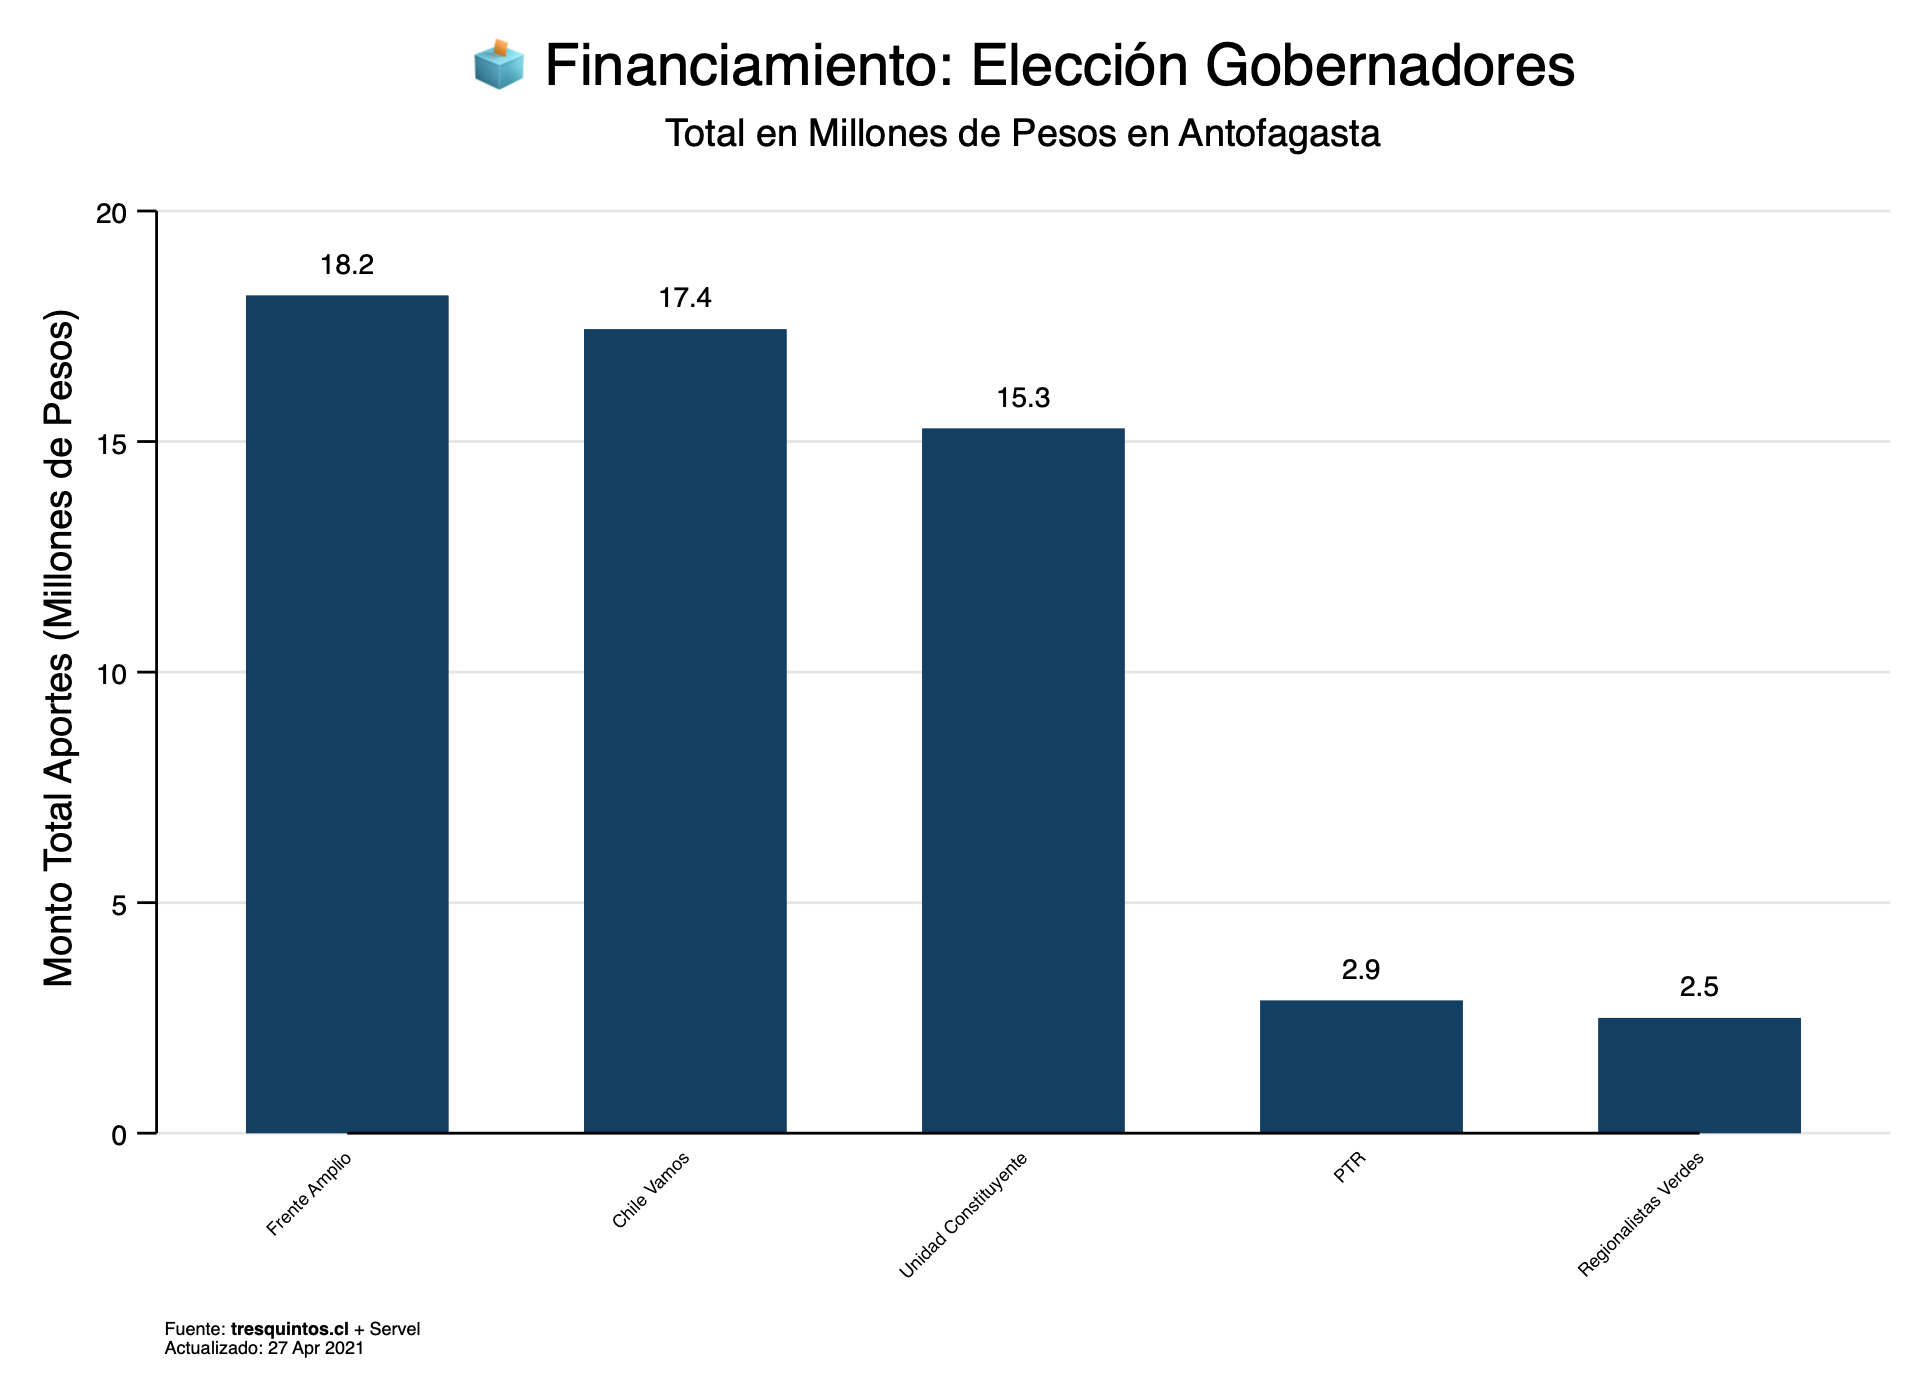 Financiamiento: Elección Gobernadores
Total en Millones de Pesos en Antofagasta
Monto Total Aportes (Millones de Pesos)
20
15
10
5
0
18.2
17.4
15.3
2.9
2.5
Frente Amplio
Chile Vamos
Unidad Constituyente
PTR
Regionalistas Verdes
Fuente: tresquintos.cl + Servel
Actualizado: 27 Apr 2021